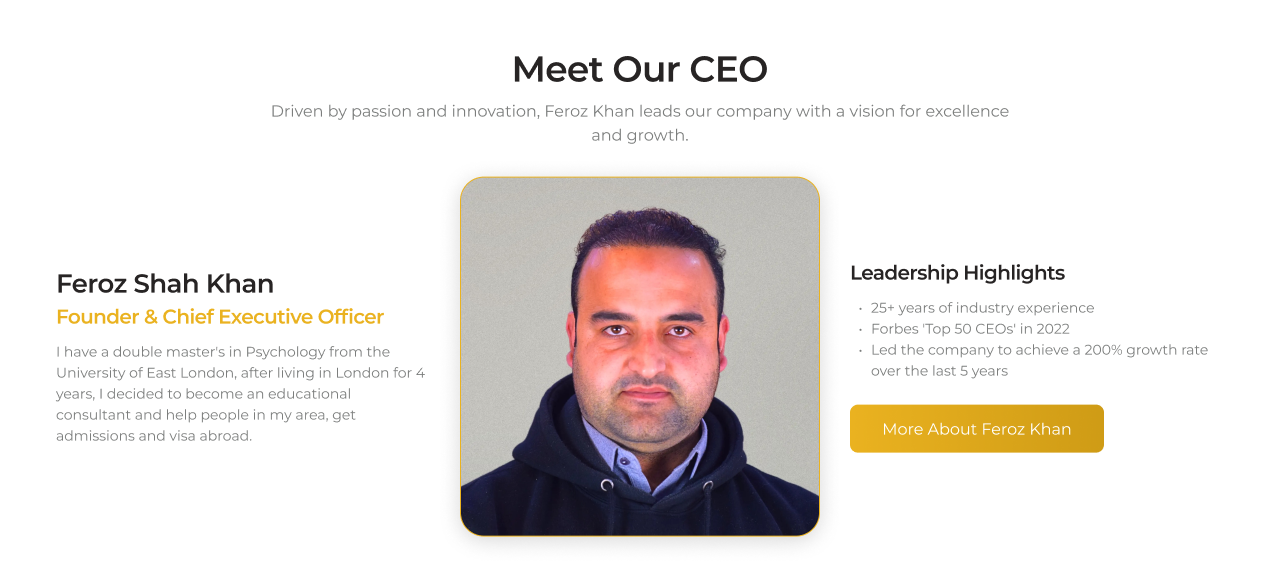 Meet Our CEO
Driven by passion and innovation, Feroz Khan leads our company with a vision for excellence
and growth.
Feroz Shah Khan
Founder & Chief Executive Officer
I have a double master's in Psychology from the
University of East London, after living in London for 4
years, I decided to become an educational
consultant and help people in my area, get
admissions and visa abroad.
Leadership Highlights
• 25+ years of industry experience
• Forbes 'Top 50 CEOs' in 2022
• Led the company to achieve a 200% growth rate
over the last 5 years
More About Feroz Khan